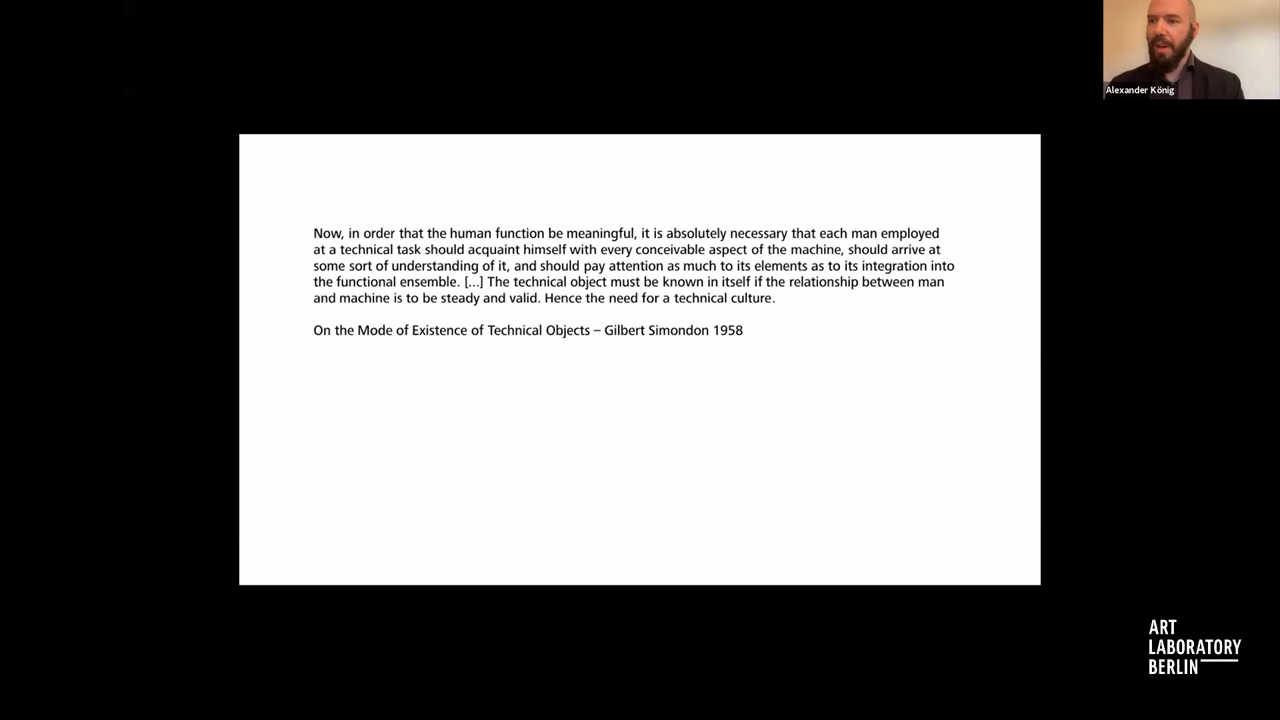 Alexander König
Now, in order that the human function be meaningful, it is absolutely necessary that each man employed
at a technical task should acquaint himself with every conceivable aspect of the machine, should arrive at
some sort of understanding of it, and should pay attention as much to its elements as to its integration into
the functional ensemble. [...] The technical object must be known in itself if the relationship between man
and machine is to be steady and valid. Hence the need for a technical culture.
On the Mode of Existence of Technical Objects – Gilbert Simondon 1958
ART
LABORATORY
BERLIN